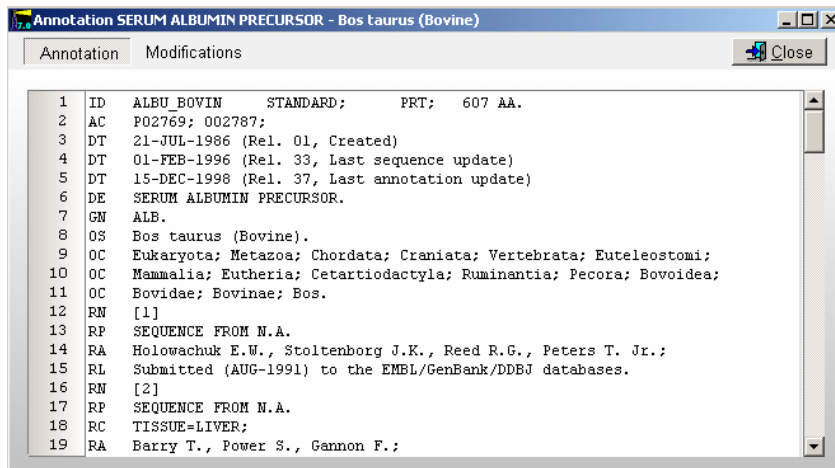 7.0 Annotation SERUM ALBUMIN PRECURSOR - Bos taurus (Bovine)
Annotation Modifications Close
1 ID ALBU_BOVIN STANDARD; PRT; 607 AA.
2 AC P02769; O02787;
3 DT 21-JUL-1986 (Rel. 01, Created)
4 DT 01-FEB-1996 (Rel. 33, Last sequence update)
5 DT 15-DEC-1998 (Rel. 37, Last annotation update)
6 DE SERUM ALBUMIN PRECURSOR.
7 GN ALB.
8 OS Bos taurus (Bovine).
9 OC Eukaryota; Metazoa; Chordata; Craniata; Vertebrata; Euteleostomi;
10 OC Mammalia; Eutheria; Cetartiodactyla; Ruminantia; Pecora; Bovoidea;
11 OC Bovidae; Bovinae; Bos.
12 RN [1]
13 RP SEQUENCE FROM N.A.
14 RA Holowachuk E.W., Stoltenborg J.K., Reed R.G., Peters T. Jr.;
15 RL Submitted (AUG-1991) to the EMBL/GenBank/DDBJ databases.
16 RN [2]
17 RP SEQUENCE FROM N.A.
18 RC TISSUE=LIVER;
19 RA Barry T., Power S., Gannon F.;